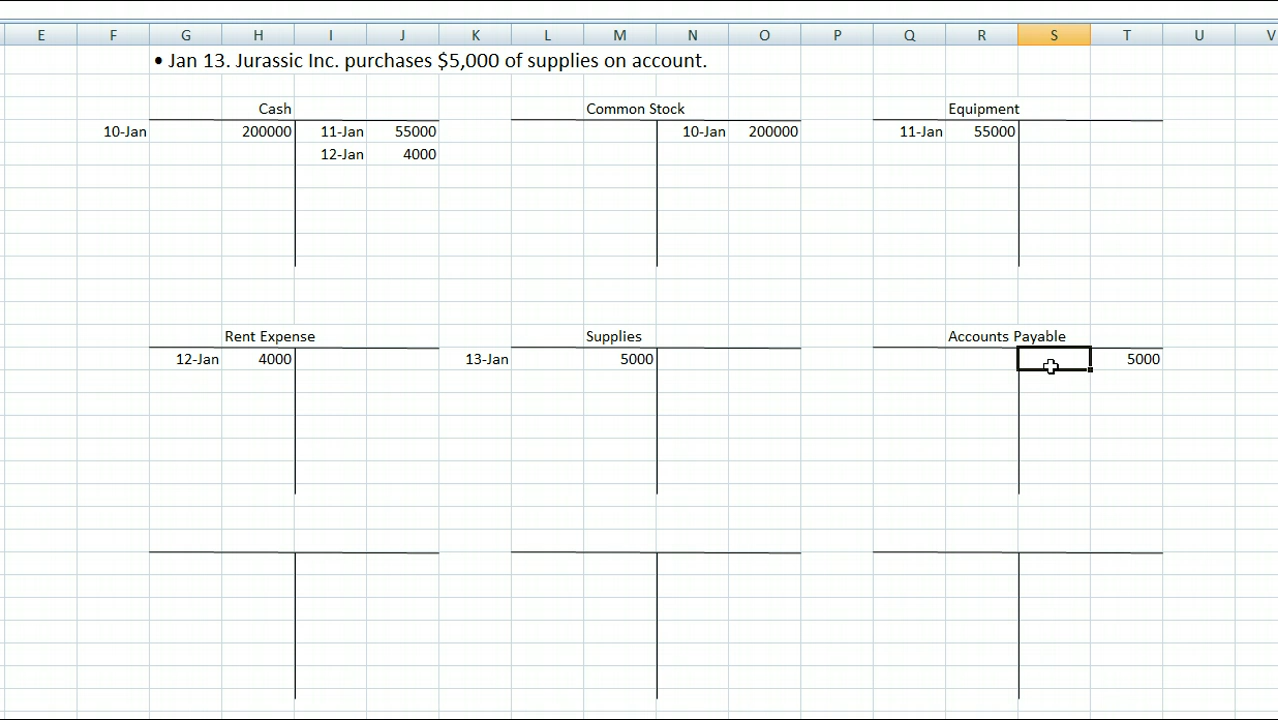 E F G H I J K L M N O P Q R S T U V
• Jan 13. Jurassic Inc. purchases $5,000 of supplies on account.
Cash Common Stock Equipment
10-Jan 200000 11-Jan 55000 10-Jan 200000 11-Jan 55000
12-Jan 4000
Rent Expense Supplies Accounts Payable
12-Jan 4000 13-Jan 5000 5000